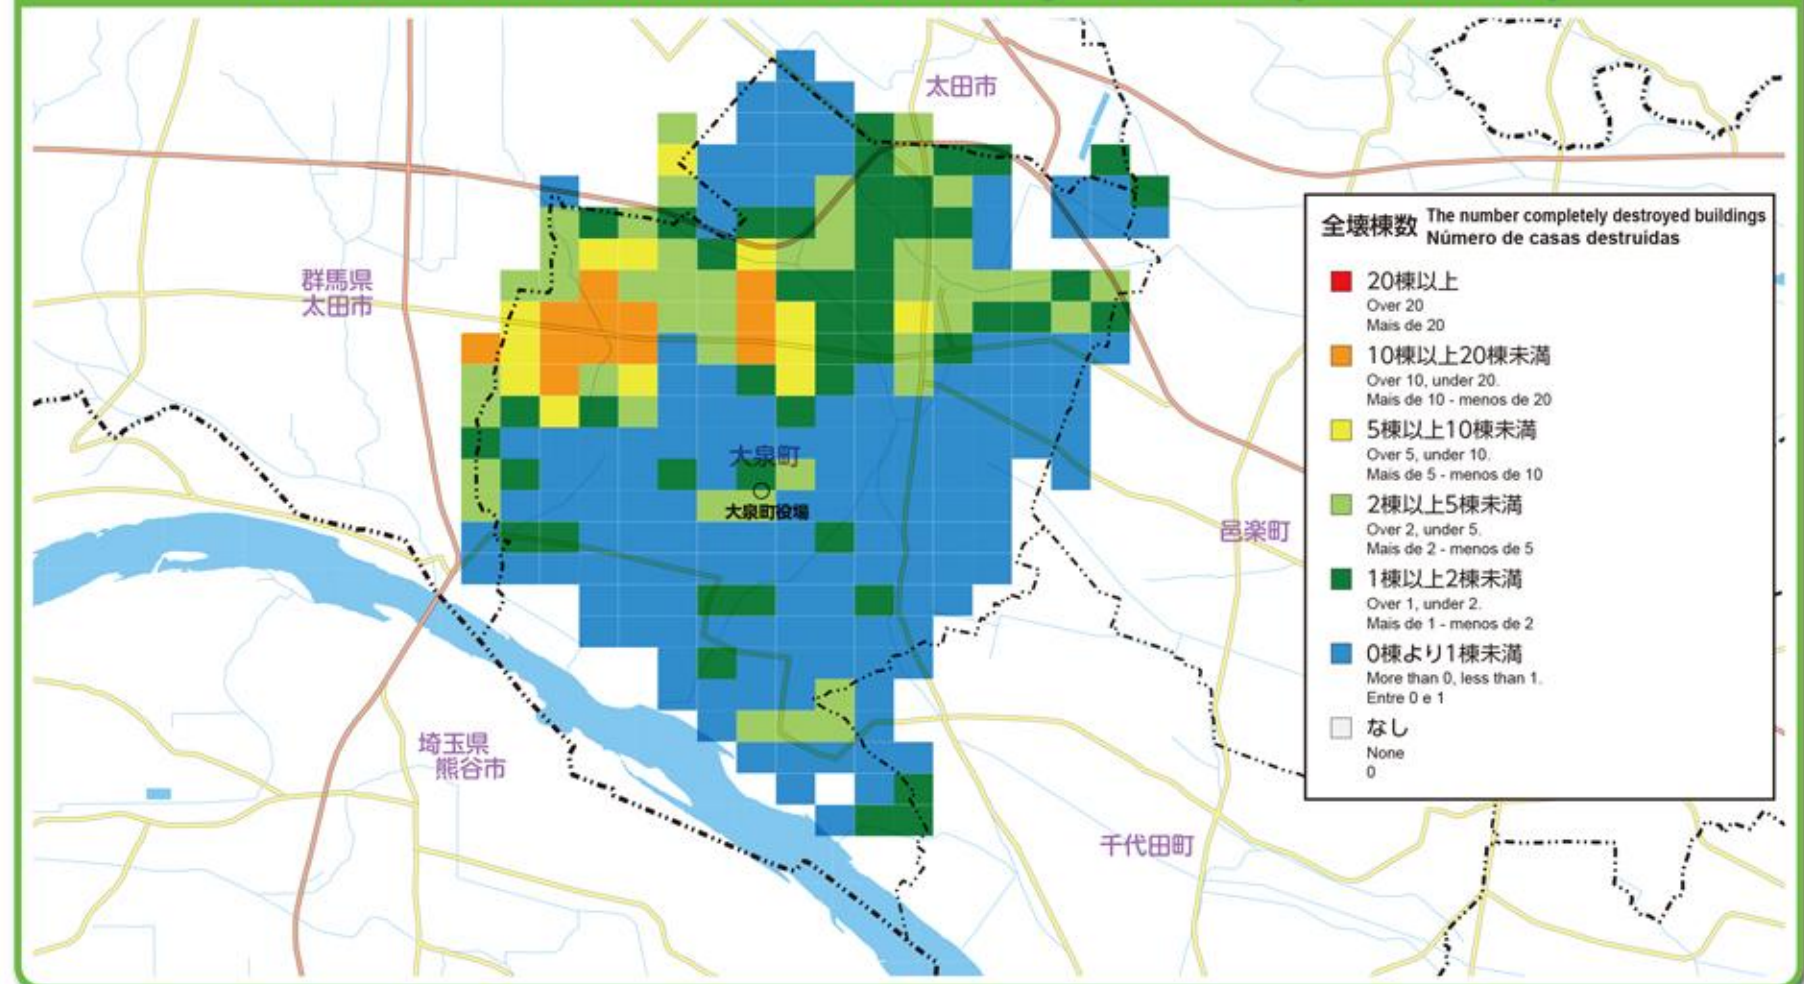 太田市
群馬県
太田市
大泉町
大泉町役場
邑楽町
埼玉県
熊谷市
千代田町
全壊棟数 The number completely destroyed buildings
Número de casas destruidas
20棟以上
Over 20
Mais de 20
10棟以上20棟未満
Over 10, under 20.
Mais de 10 - menos de 20
5棟以上10棟未満
Over 5, under 10.
Mais de 5 - menos de 10
2棟以上5棟未満
Over 2, under 5.
Mais de 2 - menos de 5
1棟以上2棟未満
Over 1, under 2.
Mais de 1 - menos de 2
0棟より1棟未満
More than 0, less than 1.
Entre 0 e 1
なし
None
0